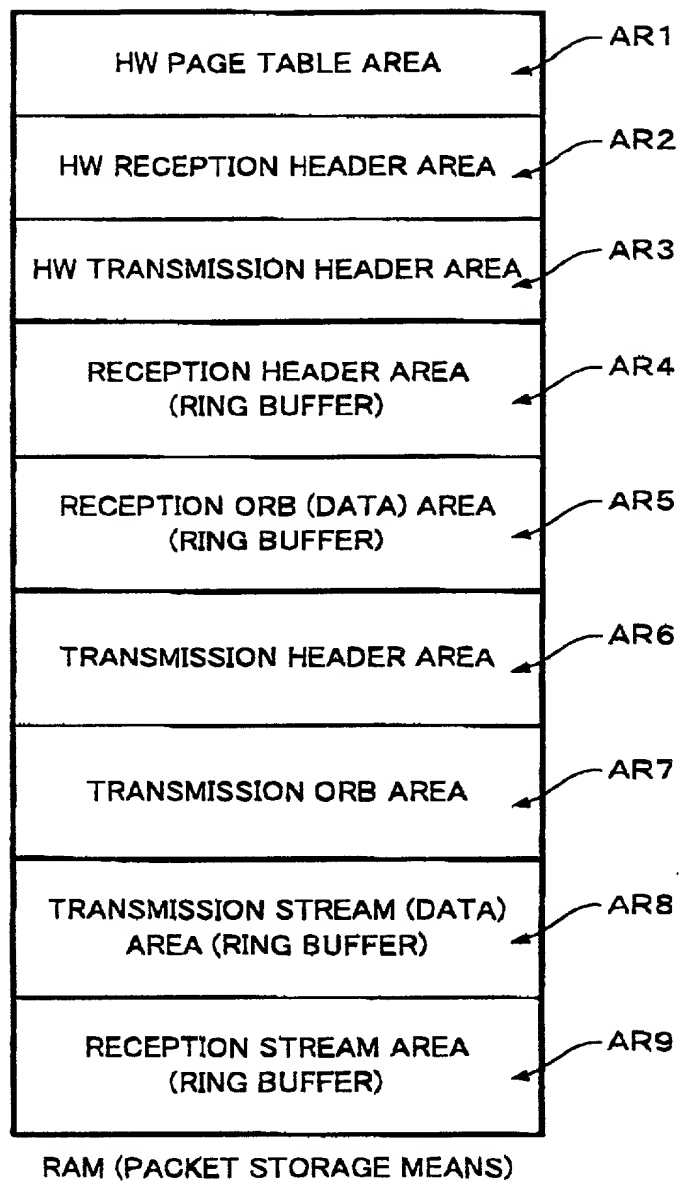 HW PAGE TABLE AREA
AR1
HW RECEPTION HEADER AREA
AR2
HW TRANSMISSION HEADER AREA
AR3
RECEPTION HEADER AREA
(RING BUFFER)
AR4
RECEPTION ORB (DATA) AREA
(RING BUFFER)
AR5
TRANSMISSION HEADER AREA
AR6
TRANSMISSION ORB AREA
AR7
TRANSMISSION STREAM (DATA)
AREA (RING BUFFER)
AR8
RECEPTION STREAM AREA
(RING BUFFER)
AR9
RAM (PACKET STORAGE MEANS)